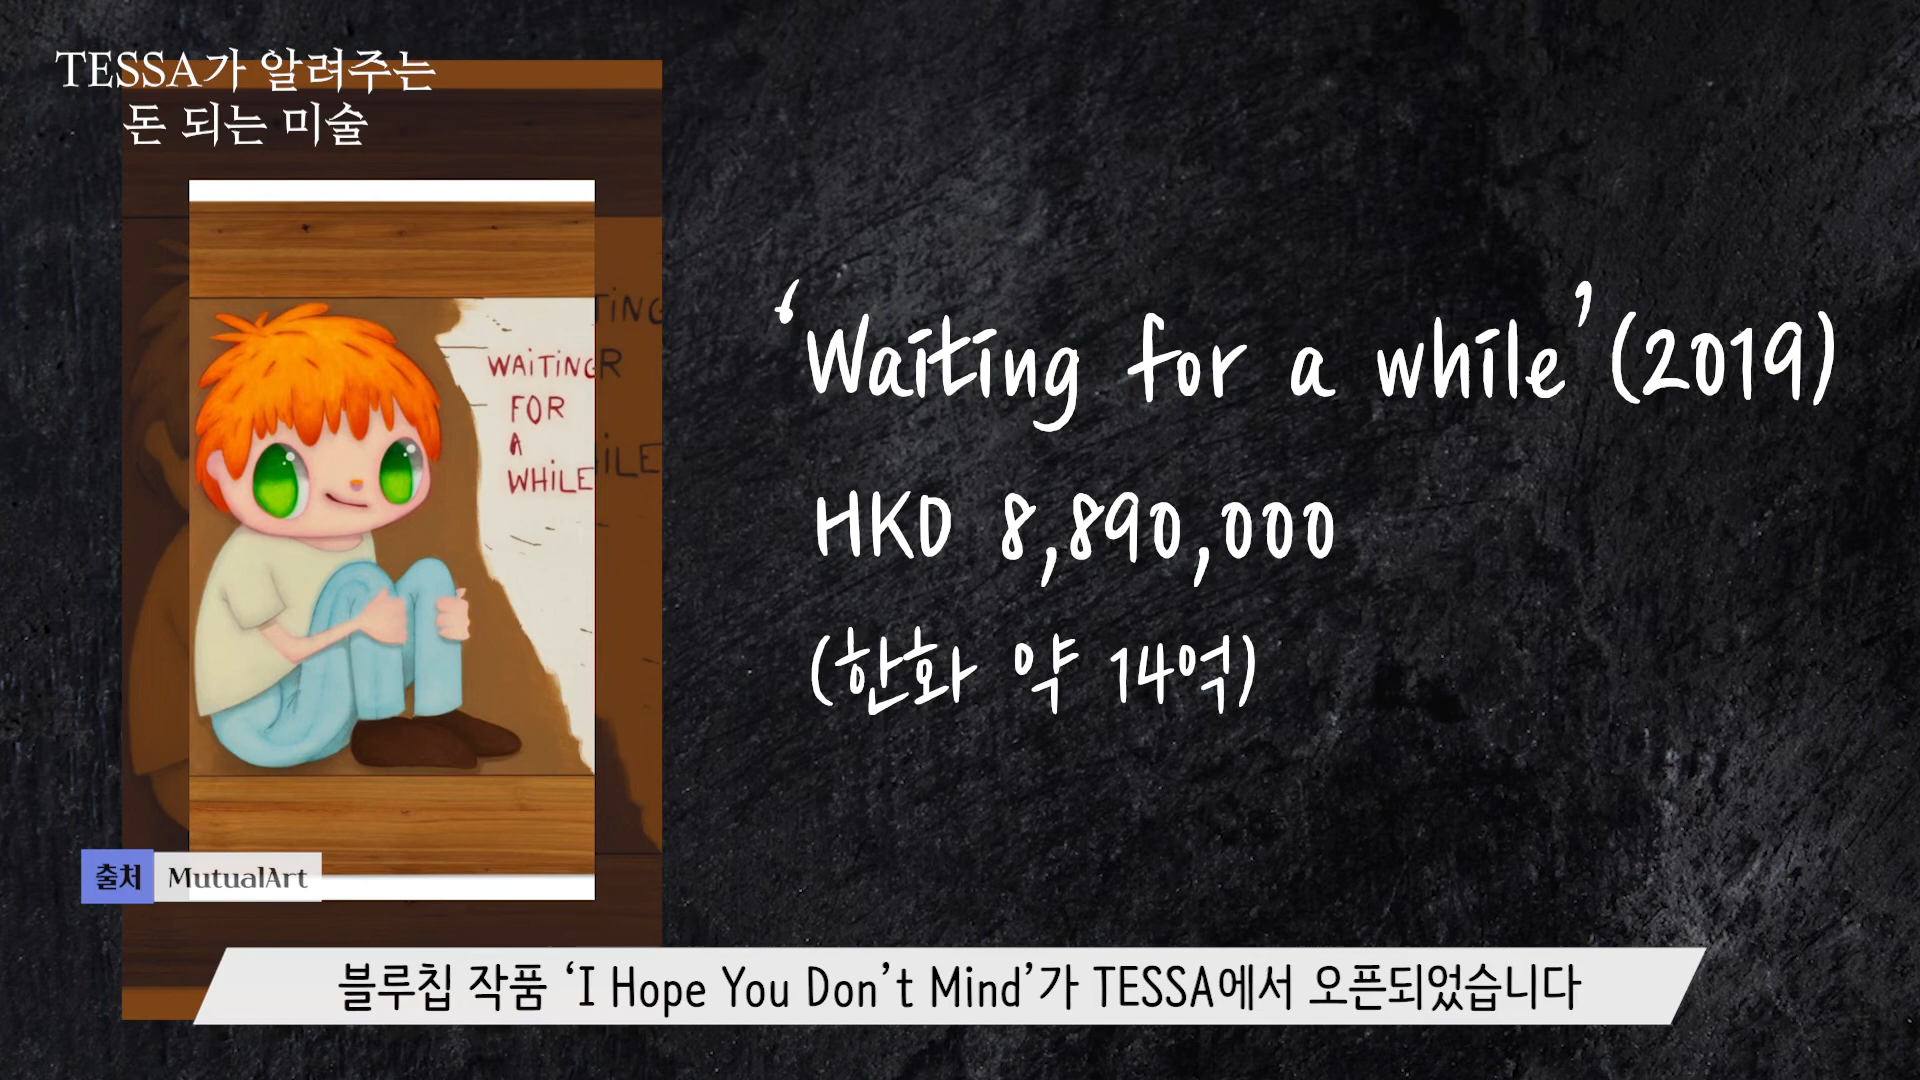 TESSA가 알려주는
돈 되는 미술
WAITING
FOR
A
WHILE
‘Waiting for a while’(2019)
HKD 8,890,000
(한화 약 14억)
출처 MutualArt
블루칩 작품 ‘I Hope You Don’t Mind’가 TESSA에서 오픈되었습니다